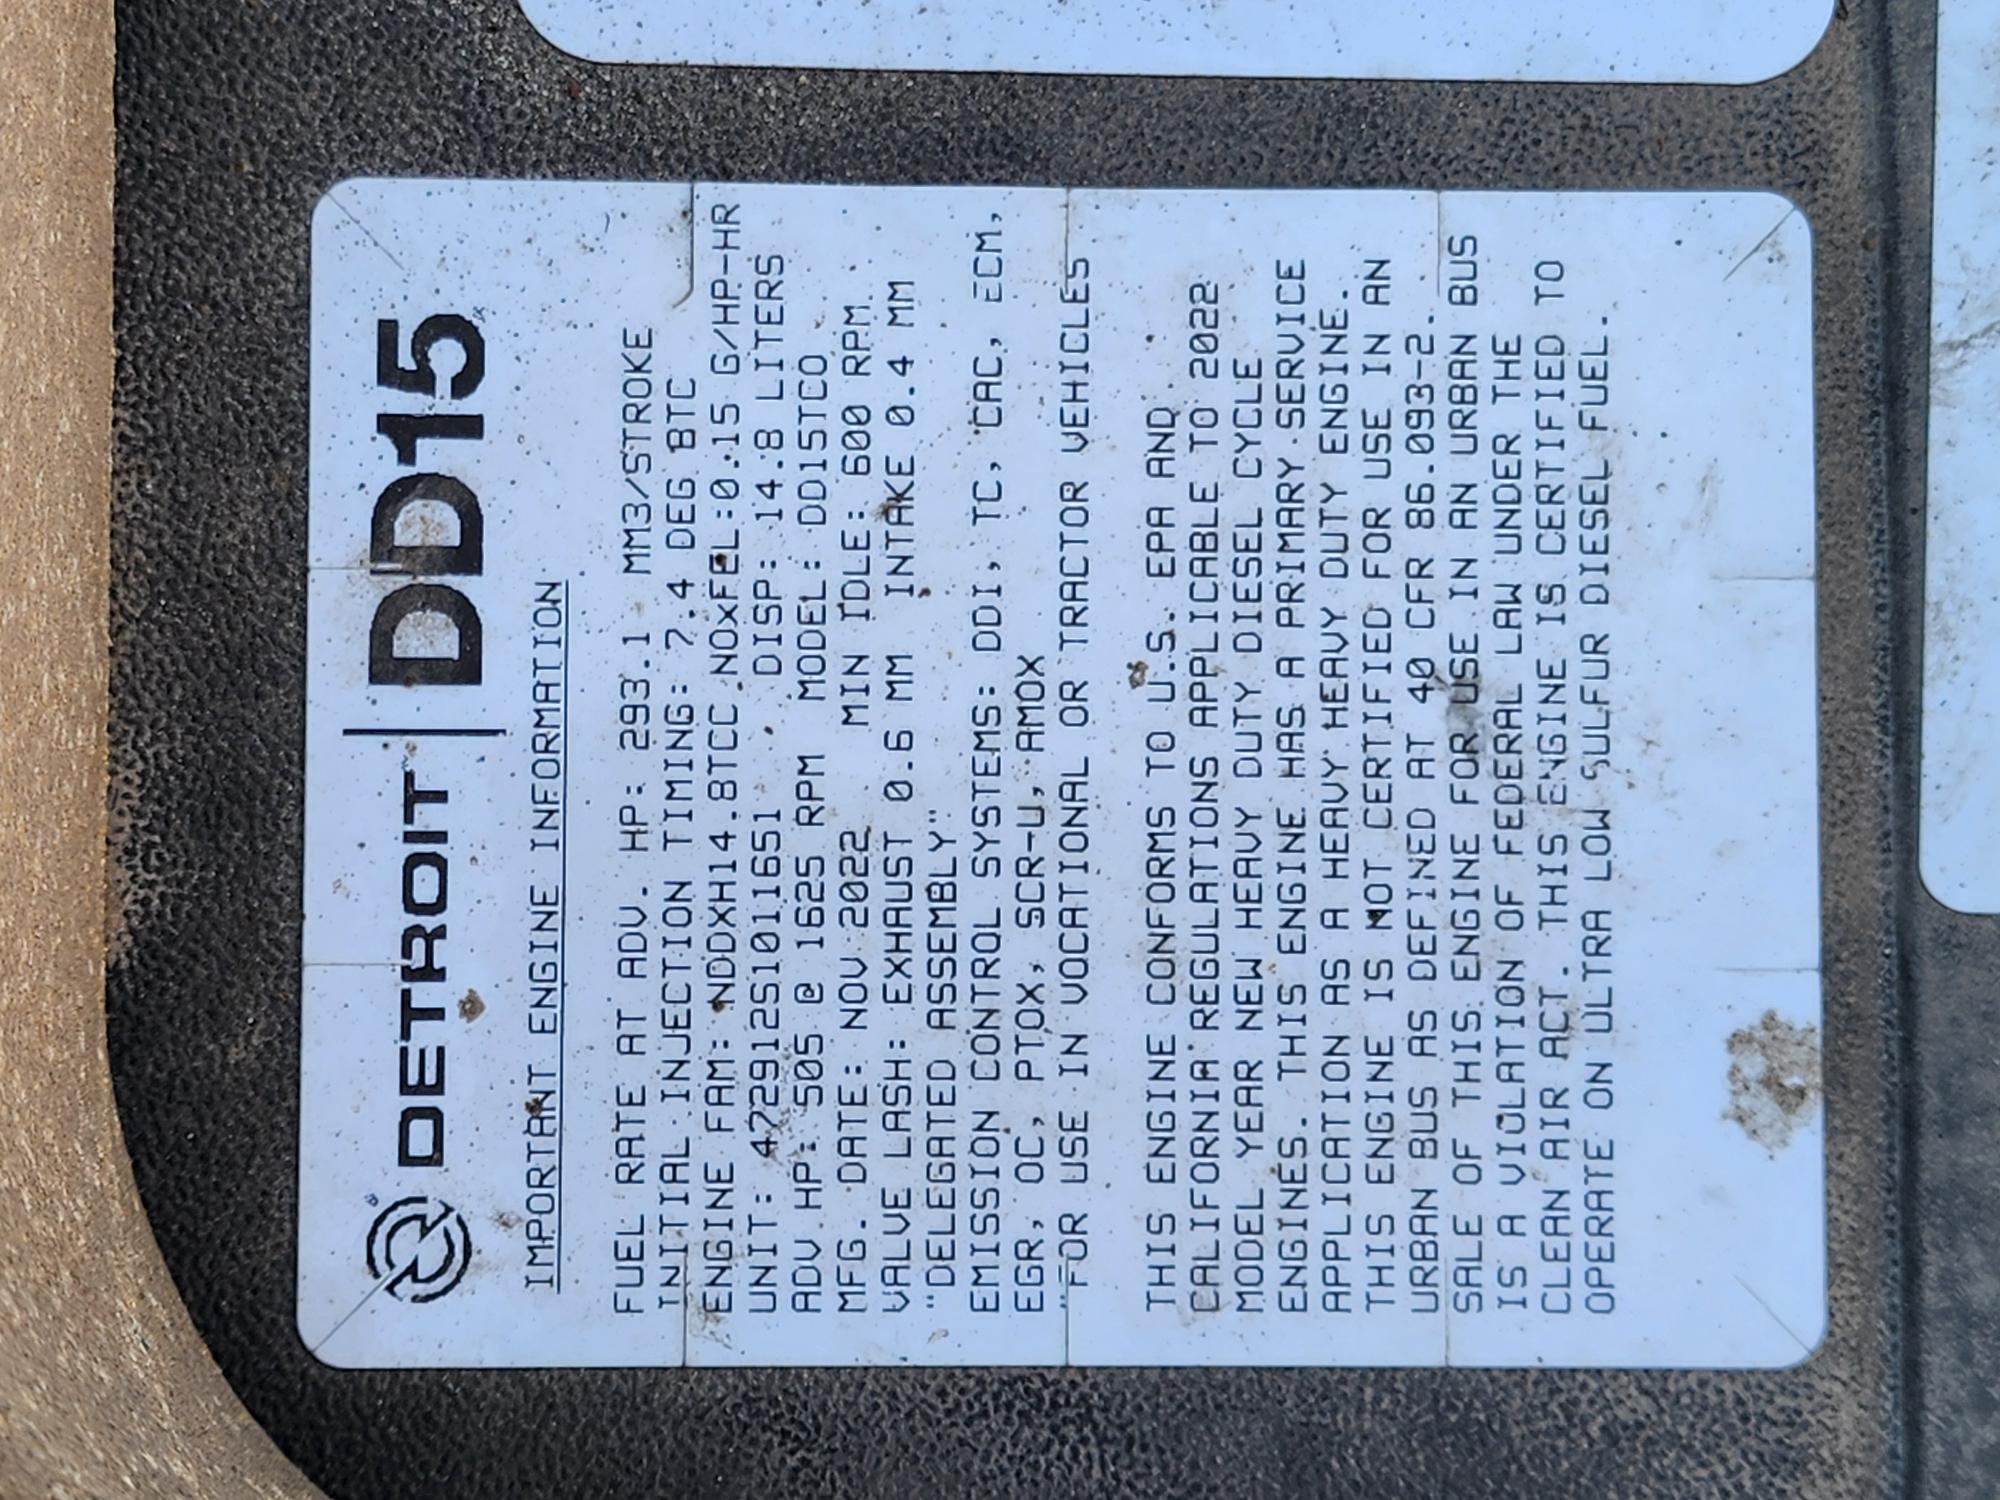 DETROIT DD15
IMPORTANT ENGINE INFORMATION
FUEL RATE AT ADV. HP: 293.1 MM3/STROKE
INITIAL INJECTION TIMING: 7.4 DEG BTC
ENGINE FAM: NDDXH14.8TCC NOxFEL:0.15 G/HP-HR
UNIT: 472912S1011651 DISP: 14.8 LITERS
ADV HP: 505 @ 1625 RPM MODEL: DD15TCO
MFG. DATE: NOV 2022 MIN IDLE: 600 RPM
VALVE LASH: EXHAUST 0.6 MM INTAKE 0.4 MM
"DELEGATED ASSEMBLY"
EMISSION CONTROL SYSTEMS: DDI, TC, CAC, ECM,
EGR, OC, PTOX, SCR-U, AMOX
"FOR USE IN VOCATIONAL OR TRACTOR VEHICLES
THIS ENGINE CONFORMS TO U.S. EPA AND
CALIFORNIA REGULATIONS APPLICABLE TO 2022
MODEL YEAR NEW HEAVY DUTY DIESEL CYCLE
ENGINES. THIS ENGINE HAS A PRIMARY SERVICE
APPLICATION AS A HEAVY HEAVY DUTY ENGINE.
THIS ENGINE IS NOT CERTIFIED FOR USE IN AN
URBAN BUS AS DEFINED AT 40 CFR 86.093-2.
SALE OF THIS ENGINE FOR USE IN AN URBAN BUS
IS A VIOLATION OF FEDERAL LAW UNDER THE
CLEAN AIR ACT. THIS ENGINE IS CERTIFIED TO
OPERATE ON ULTRA LOW SULFUR DIESEL FUEL.